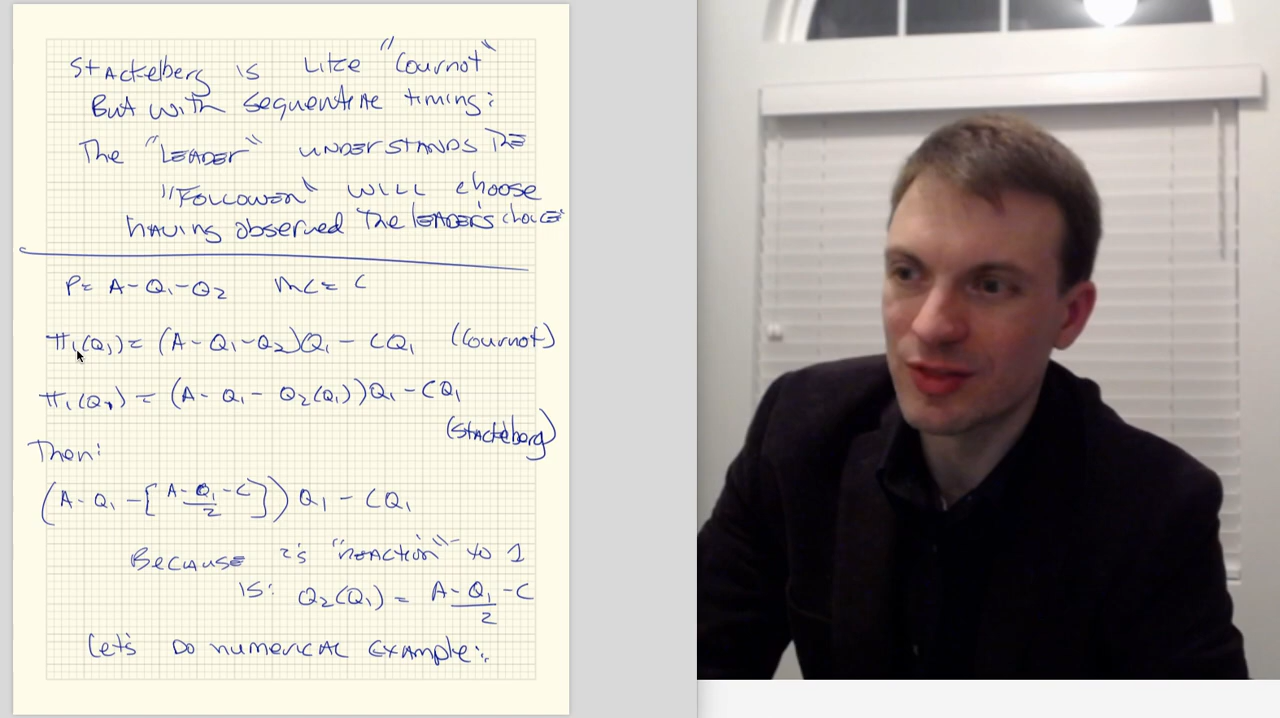 Stackelberg is Like "Cournot"
But with sequential timing:
The "LEADER" UNDERSTANDS THE
"Follower" will choose
having observed The LEADER's choice
P= A-Q1-Q2 mc= C
π1(Q1)= (A-Q1-Q2)Q1 - CQ1 (Cournot)
π1(Q1) = (A- Q1- Q2(Q1))Q1 - CQ1
(Stackelberg)
Then:
(A-Q1-[A-Q1-C/2])Q1 - CQ1
Because 2's "reaction" to 1
is: Q2(Q1) = A-Q1-C/2
Let's Do numerical Example: